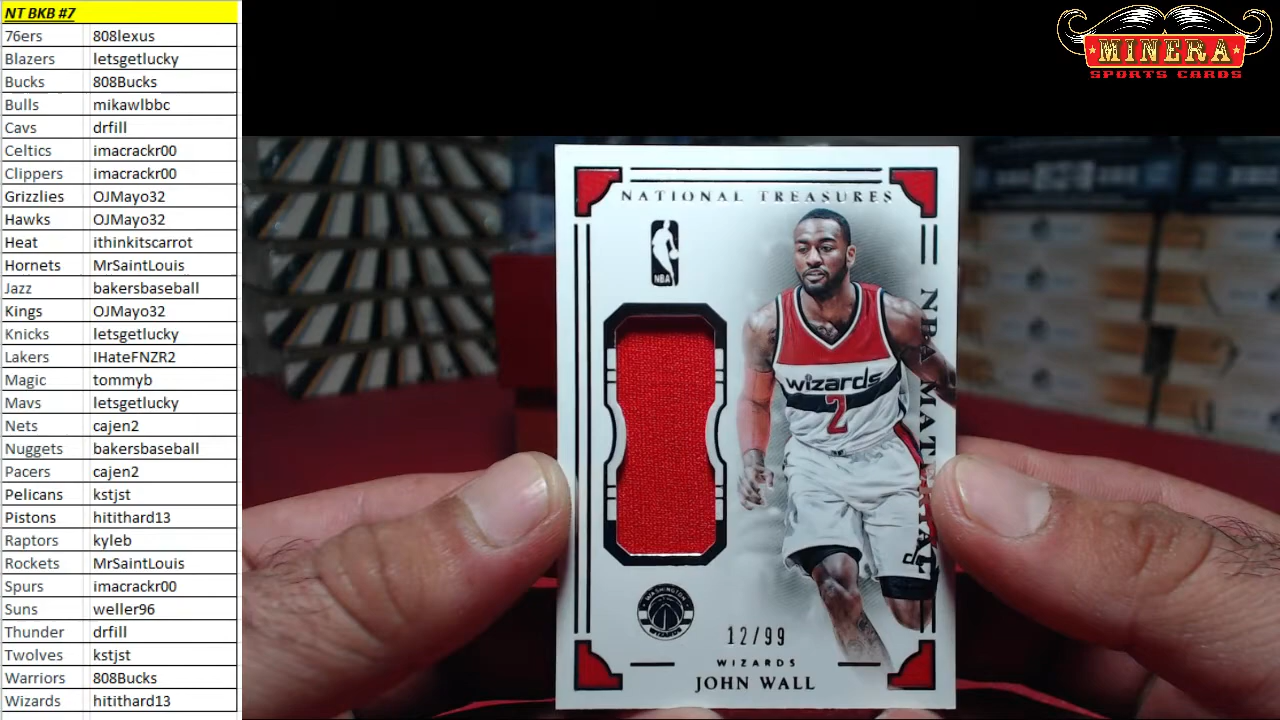 NT BKB #7
76ers 808lexus
Blazers letsgetlucky
Bucks 808Bucks
Bulls mikawlbbc
Cavs drfill
Celtics imacrackr00
Clippers imacrackr00
Grizzlies OJMayo32
Hawks OJMayo32
Heat ithinkitscarrot
Hornets MrSaintLouis
Jazz bakersbaseball
Kings OJMayo32
Knicks letsgetlucky
Lakers IHateFNZR2
Magic tommyb
Mavs letsgetlucky
Nets cajen2
Nuggets bakersbaseball
Pacers cajen2
Pelicans kstjst
Pistons hitithard13
Raptors kyleb
Rockets MrSaintLouis
Spurs imacrackr00
Suns weller96
Thunder drfill
Twolves kstjst
Warriors 808Bucks
Wizards hitithard13
MINERA
SPORTS CARDS
NATIONAL TREASURES
NBA
NBA MATERIAL
wizards
2
WASHINGTON
WIZARDS
12/99
WIZARDS
JOHN WALL